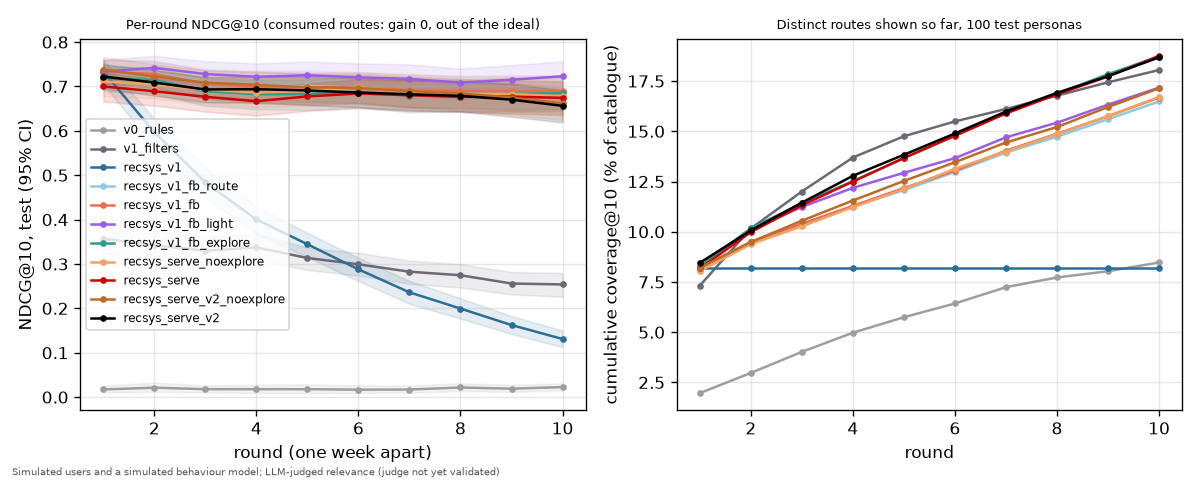 Per-round NDCG@10 (consumed routes: gain 0, out of the ideal)
NDCG@10, test (95% CI)
0.8
0.7
0.6
0.5
0.4
0.3
0.2
0.1
0.0
v0_rules
v1_filters
recsys_v1
recsys_v1_fb_route
recsys_v1_fb
recsys_v1_fb_light
recsys_v1_fb_explore
recsys_serve_noexplore
recsys_serve
recsys_serve_v2_noexplore
recsys_serve_v2
2 4 6 8 10
round (one week apart)
Distinct routes shown so far, 100 test personas
cumulative coverage@10 (% of catalogue)
17.5
15.0
12.5
10.0
7.5
5.0
2.5
2 4 6 8 10
round
Simulated users and a simulated behaviour model; LLM-judged relevance (judge not yet validated)